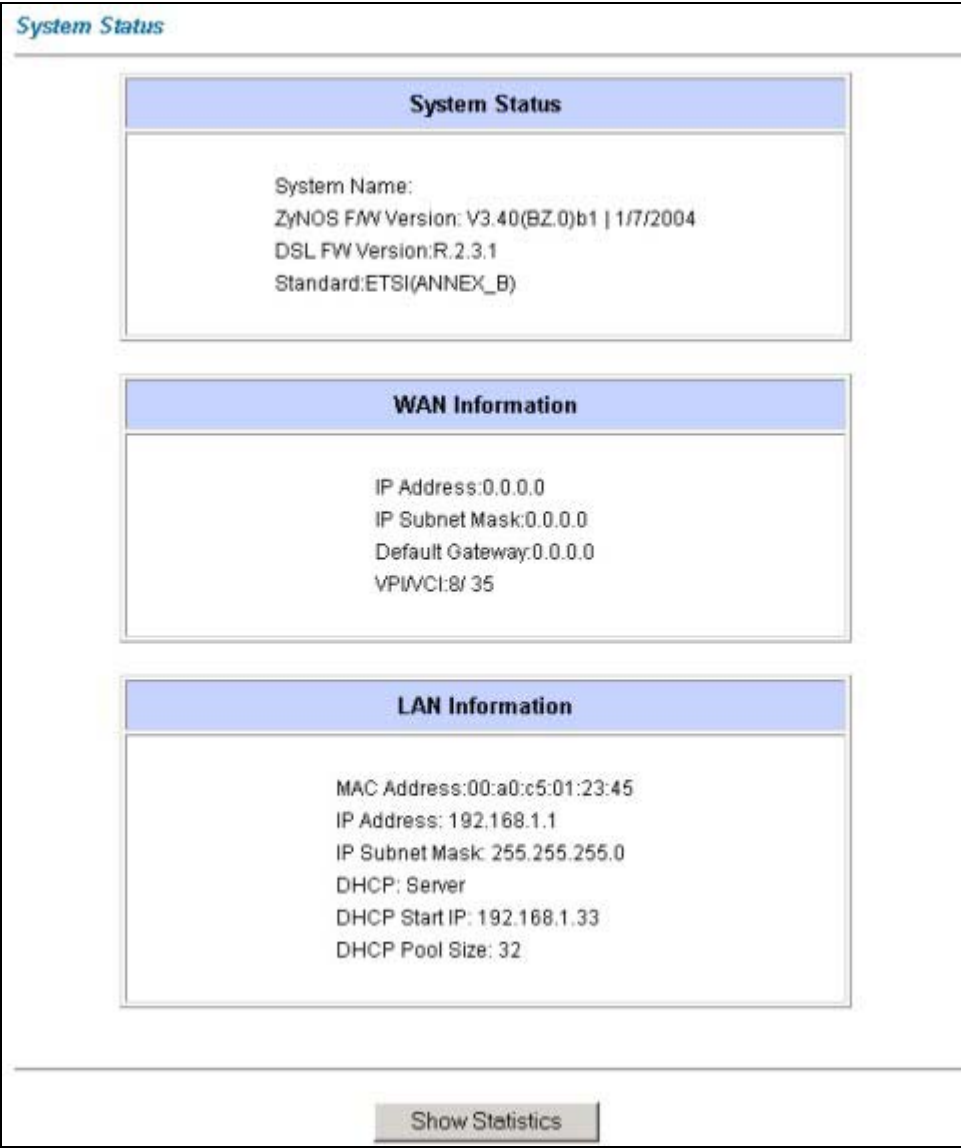 System Status
System Status
System Name:
ZyNOS F/W Version: V3.40(BZ.0)b1 | 1/7/2004
DSL FW Version:R.2.3.1
Standard:ETSI(ANNEX_B)
WAN Information
IP Address:0.0.0.0
IP Subnet Mask:0.0.0.0
Default Gateway:0.0.0.0
VPI/VCI:8/ 35
LAN Information
MAC Address:00:a0:c5:01:23:45
IP Address: 192.168.1.1
IP Subnet Mask: 255.255.255.0
DHCP: Server
DHCP Start IP: 192.168.1.33
DHCP Pool Size: 32
Show Statistics